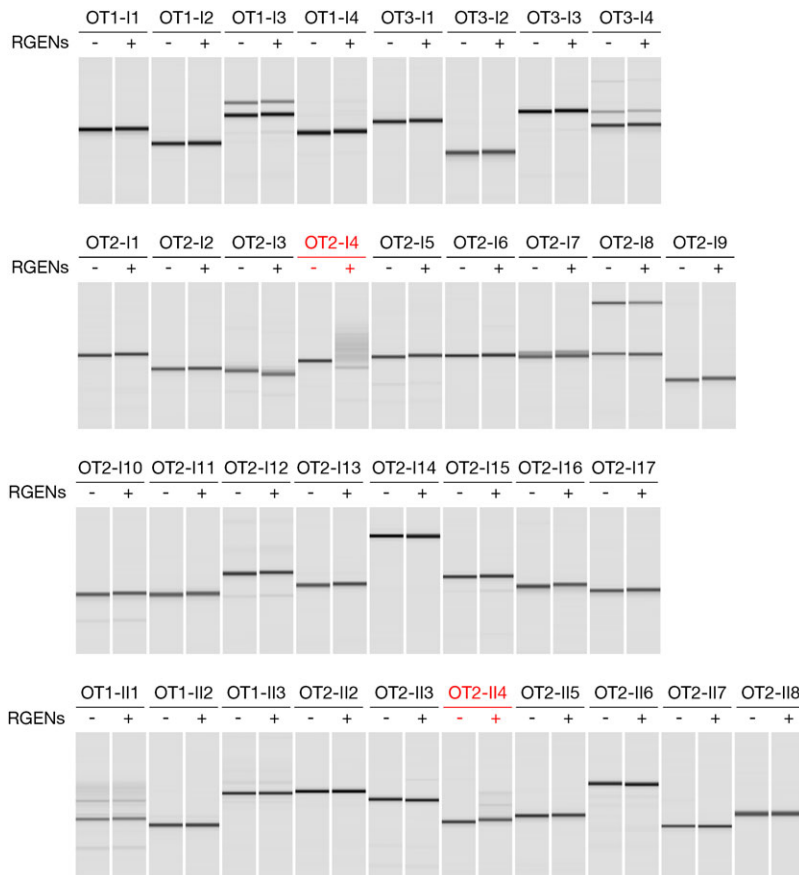 OT1-I1 OT1-I2 OT1-I3 OT1-I4 OT3-I1 OT3-I2 OT3-I3 OT3-I4
RGENs - + - + - + - + - + - + - + - +
OT2-I1 OT2-I2 OT2-I3 OT2-I4 OT2-I5 OT2-I6 OT2-I7 OT2-I8 OT2-I9
RGENs - + - + - + - + - + - + - + - + - +
OT2-I10 OT2-I11 OT2-I12 OT2-I13 OT2-I14 OT2-I15 OT2-I16 OT2-I17
RGENs - + - + - + - + - + - + - + - +
OT1-II1 OT1-II2 OT1-II3 OT2-II2 OT2-II3 OT2-II4 OT2-II5 OT2-II6 OT2-II7 OT2-II8
RGENs - + - + - + - + - + - + - + - + - + - +